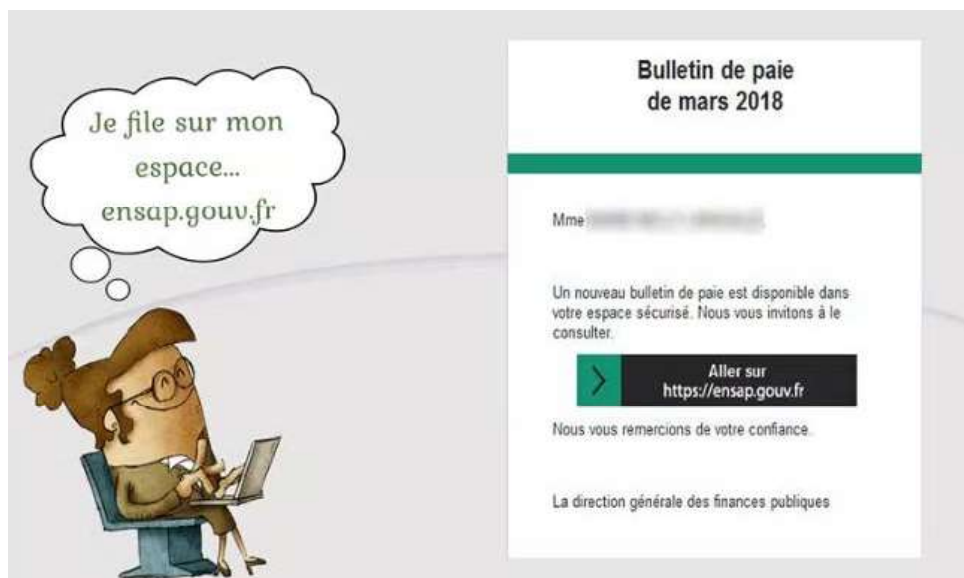 Je file sur mon
espace...
ensap.gouv.fr
Bulletin de paie
de mars 2018
Mme
Un nouveau bulletin de paie est disponible dans
votre espace sécurisé. Nous vous invitons à le
consulter.
Aller sur
https://ensap.gouv.fr
Nous vous remercions de votre confiance.
La direction générale des finances publiques